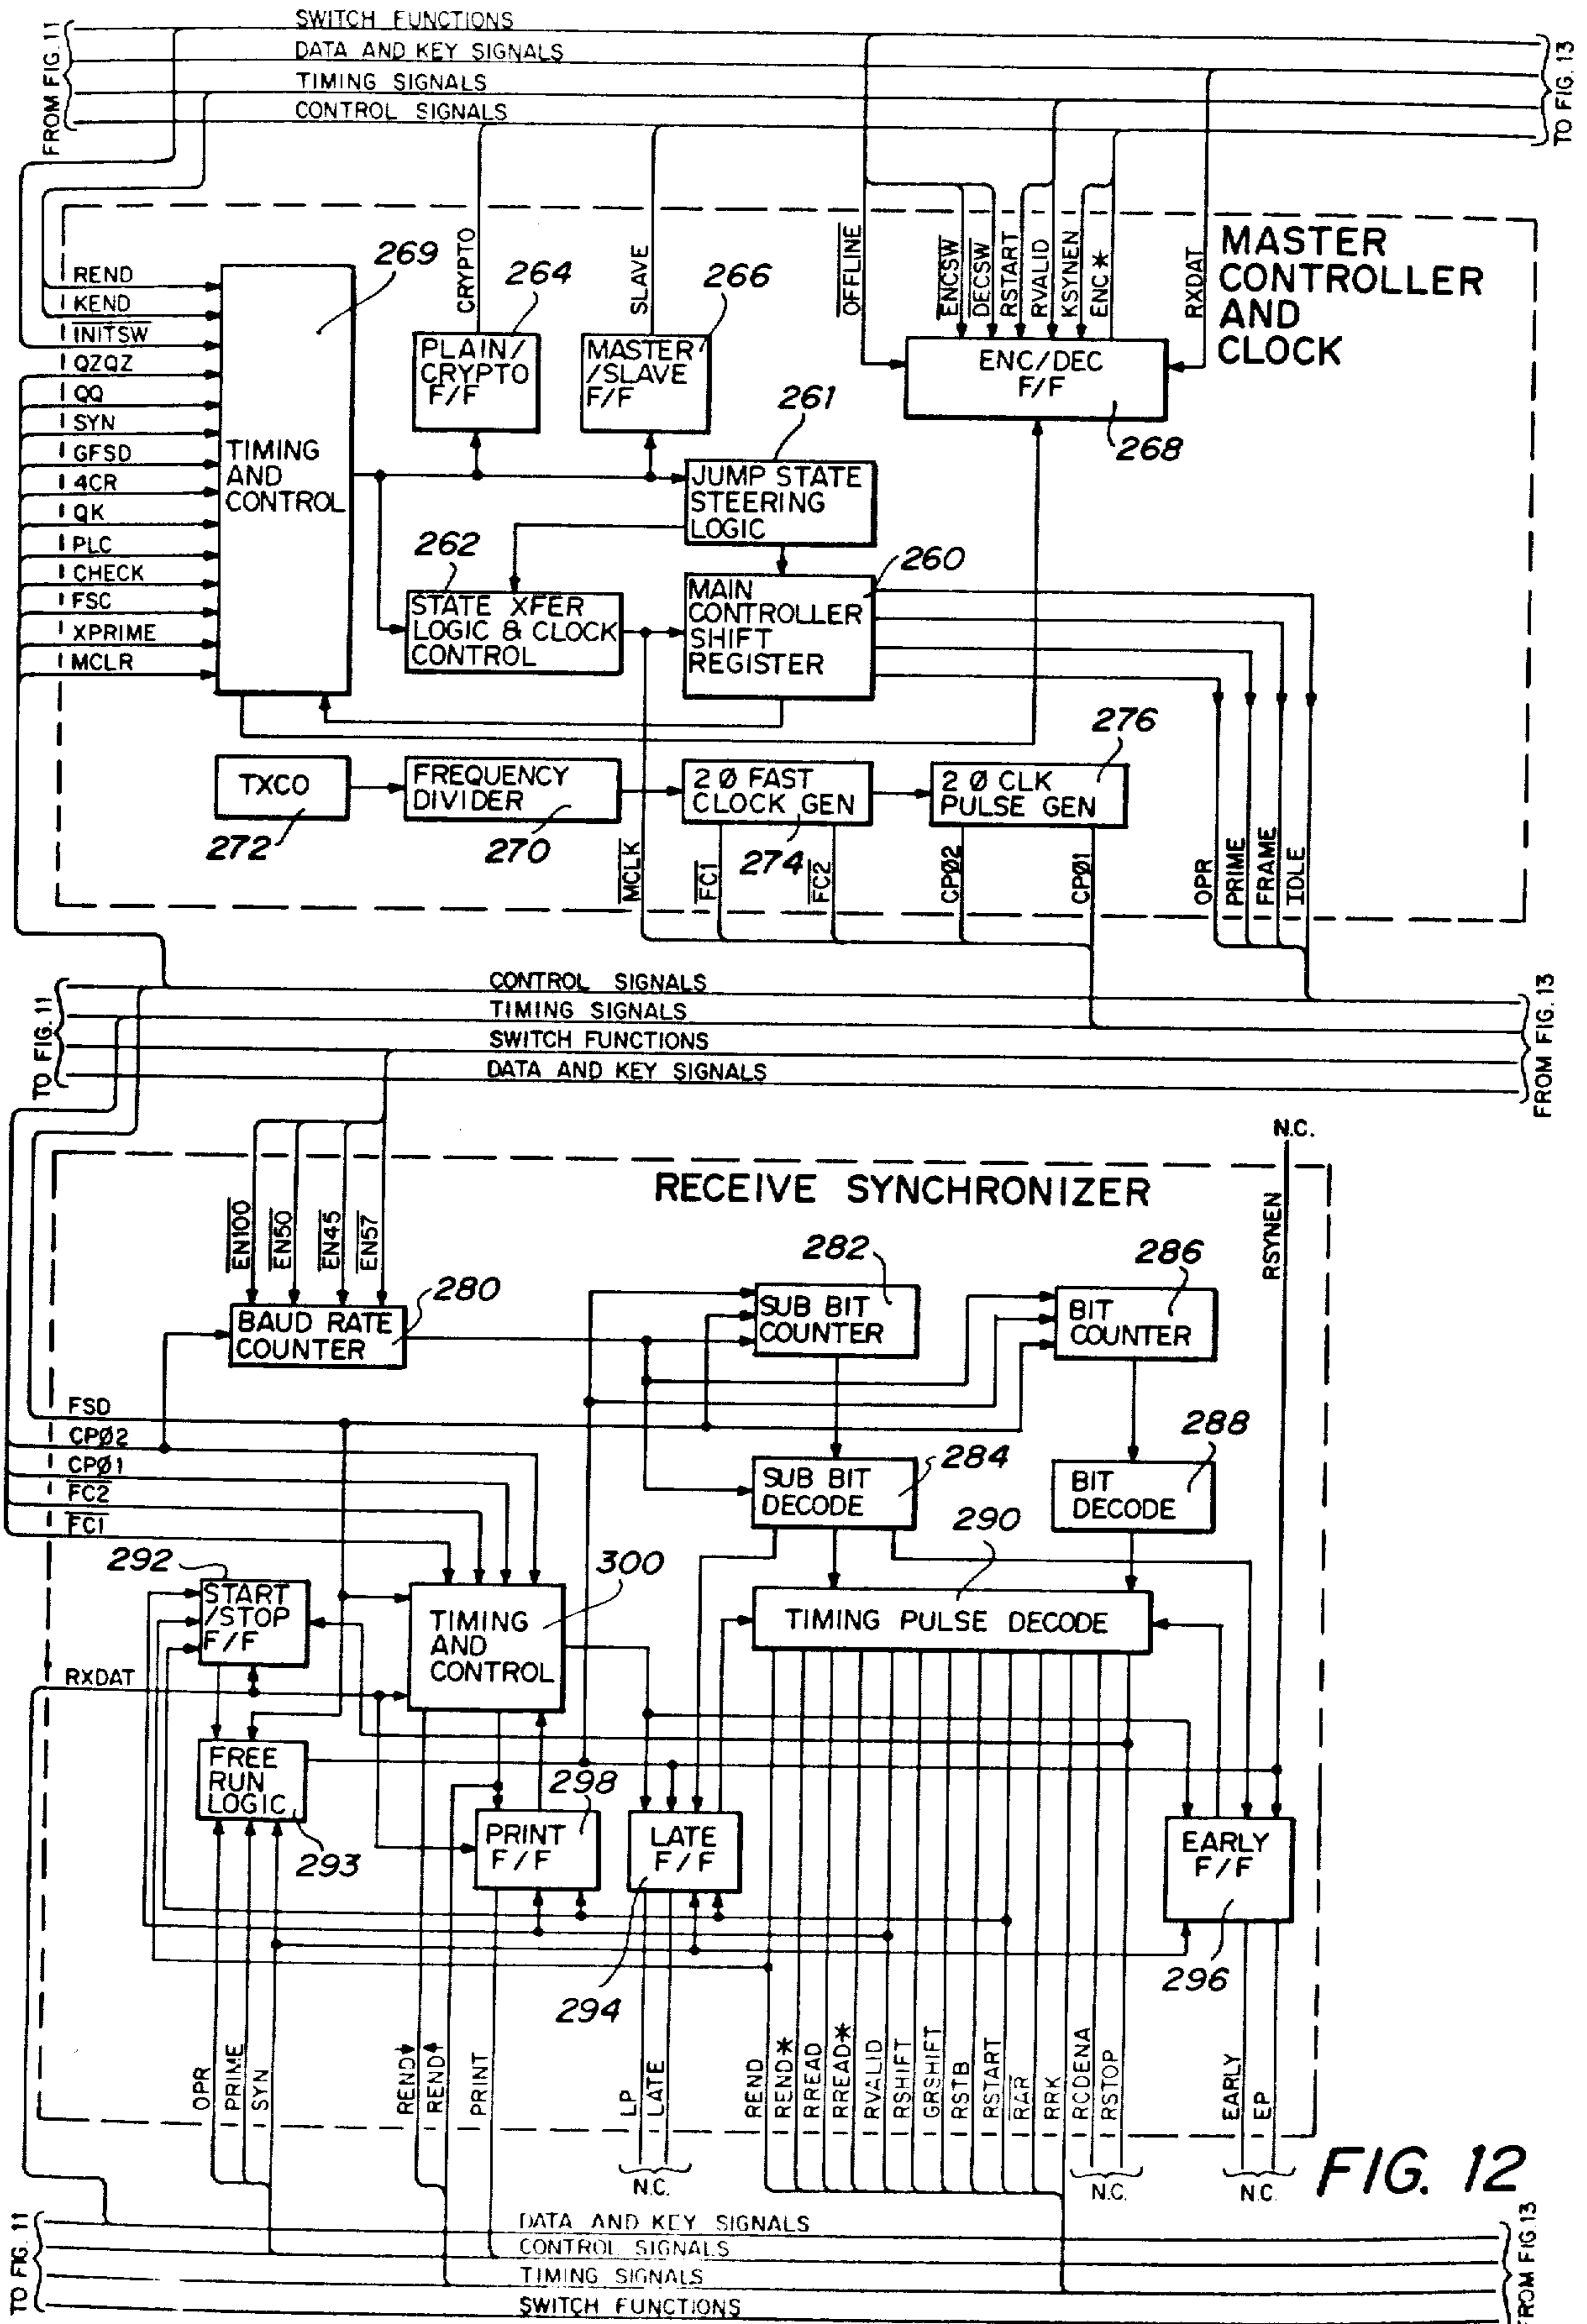 SWITCH FUNCTIONS
DATA AND KEY SIGNALS
TIMING SIGNALS
CONTROL SIGNALS
FROM FIG. 11
TO FIG. 13
MASTER
CONTROLLER
AND
CLOCK
REND
KEND
INITSW
QZQZ
QQ
SYN
GFSD
4CR
QK
PLC
CHECK
FSC
XPRIME
MCLR
269
TIMING
AND
CONTROL
CRYPTO
264
PLAIN/
CRYPTO
F/F
SLAVE
266
MASTER
/SLAVE
F/F
OFFLINE
ENCSW
DECSW
RSTART
RVALID
KSYNEN
ENC*
RXDAT
ENC/DEC
F/F
268
261
JUMP STATE
STEERING
LOGIC
262
STATE XFER
LOGIC & CLOCK
CONTROL
260
MAIN
CONTROLLER
SHIFT
REGISTER
TXCO
272
FREQUENCY
DIVIDER
270
2 Ø FAST
CLOCK GEN
274
276
2 Ø CLK
PULSE GEN
MCLK
FC1
FC2
CPØ2
CPØ1
OPR
PRIME
FRAME
IDLE
TO FIG. 11
CONTROL SIGNALS
TIMING SIGNALS
SWITCH FUNCTIONS
DATA AND KEY SIGNALS
FROM FIG. 13
N.C.
RSYNEN
RECEIVE SYNCHRONIZER
EN100
EN50
EN45
EN57
280
BAUD RATE
COUNTER
282
SUB BIT
COUNTER
286
BIT
COUNTER
FSD
CPØ2
CPØ1
FC2
FC1
284
SUB BIT
DECODE
288
BIT
DECODE
290
TIMING PULSE DECODE
292
START
/STOP
F/F
300
TIMING
AND
CONTROL
RXDAT
FREE
RUN
LOGIC
293
298
PRINT
F/F
LATE
F/F
294
EARLY
F/F
296
OPR
PRIME
SYN
REND↓
REND↑
PRINT
LP
LATE
REND
REND*
RREAD
RREAD*
RVALID
RSHIFT
GRSHIFT
RSTB
RSTART
RAR
RRK
RCDENA
RSTOP
EARLY
EP
N.C.
N.C.
N.C.
FIG. 12
TO FIG. 11
DATA AND KEY SIGNALS
CONTROL SIGNALS
TIMING SIGNALS
SWITCH FUNCTIONS
FROM FIG. 13